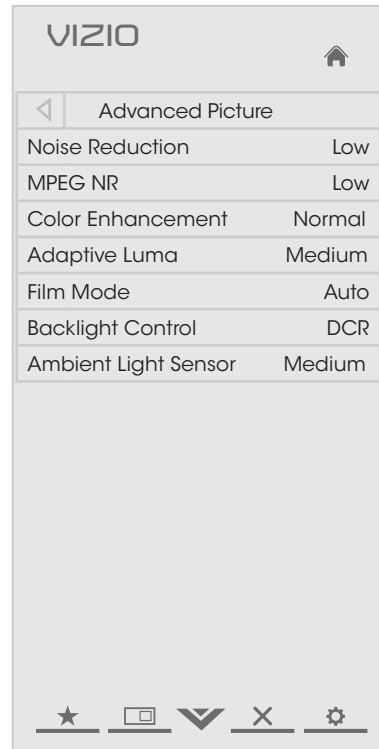 VIZIO
Advanced Picture
Noise Reduction Low
MPEG NR Low
Color Enhancement Normal
Adaptive Luma Medium
Film Mode Auto
Backlight Control DCR
Ambient Light Sensor Medium